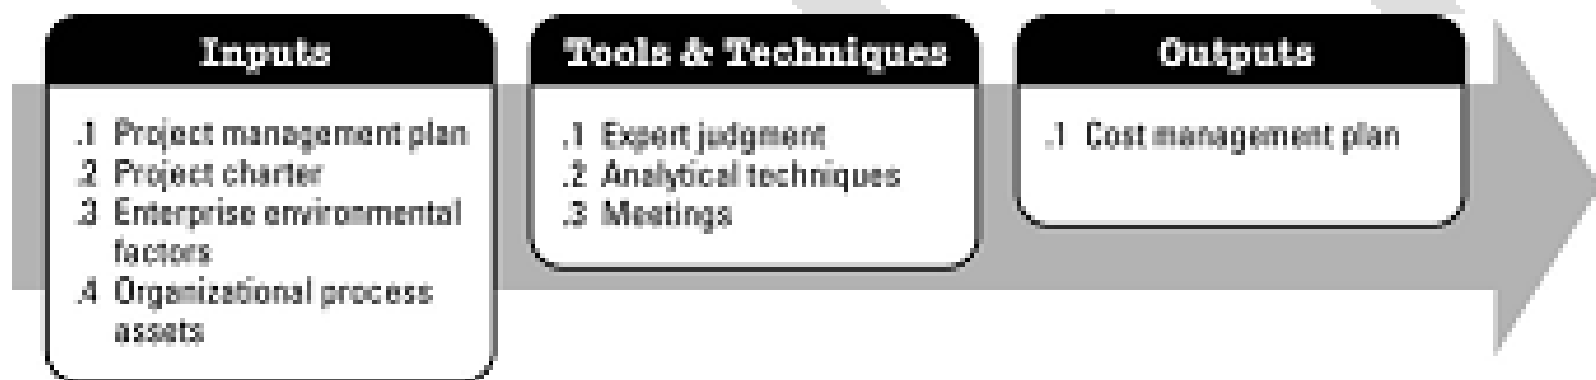 Inputs
.1 Project management plan
.2 Project charter
.3 Enterprise environmental
factors
.4 Organizational process
assets
Tools & Techniques
.1 Expert judgment
.2 Analytical techniques
.3 Meetings
Outputs
.1 Cost management plan